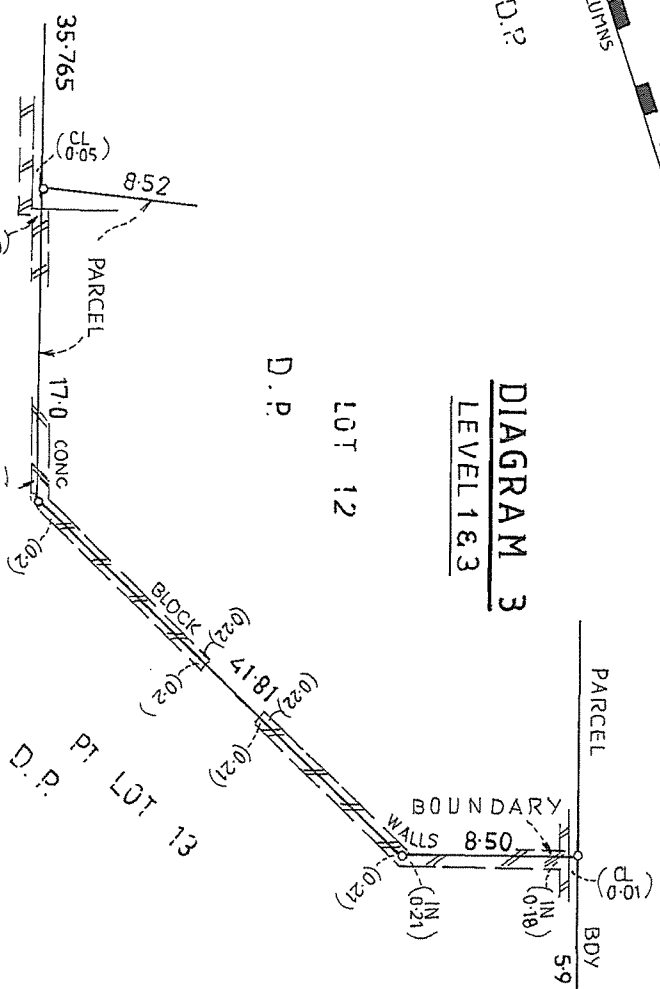 UMNS
D.P.
35·765
CL
(0·05)
8·52
PARCEL
17·0
CONC
D.P.
LOT 12
DIAGRAM 3
LEVEL 1 & 3
(0·2)
BLOCK
(0·22)
(0·2)
41·81
(0·22)
(0·21)
PT LOT 13
D.P.
PARCEL
BOUNDARY
WALLS
8·50
(0·21)
IN
(0·21)
IN
(0·18)
CL
(0·01)
BDY
5·9